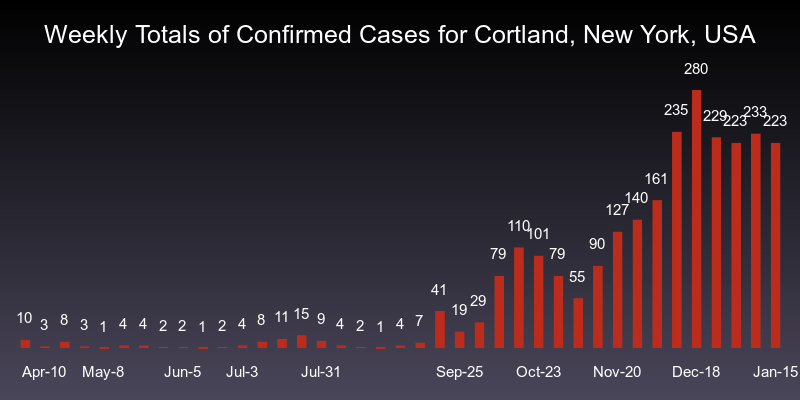 Weekly Totals of Confirmed Cases for Cortland, New York, USA
10 3 8 3 1 4 4 2 2 1 2 4 8 11 15 9 4 2 1 4 7 41 19 29 79 110 101 79 55 90 127 140 161 235 280 229 223 233 223
Apr-10 May-8 Jun-5 Jul-3 Jul-31 Sep-25 Oct-23 Nov-20 Dec-18 Jan-15